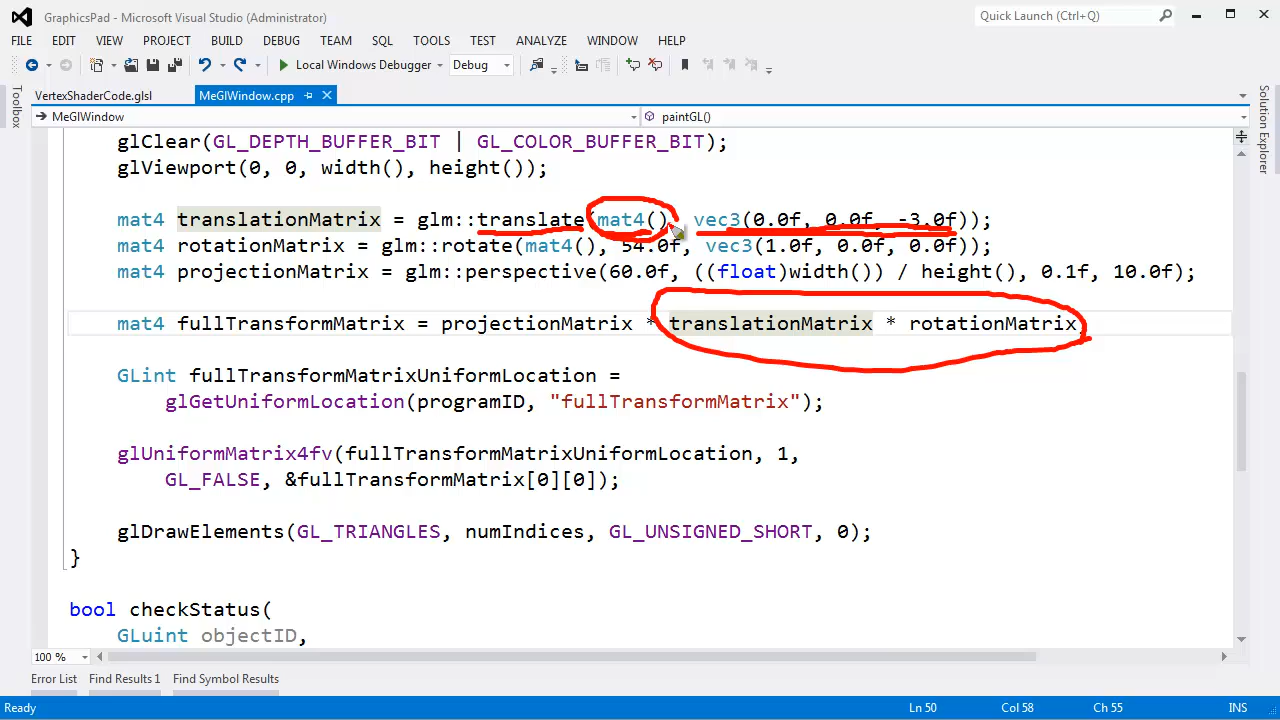 GraphicsPad - Microsoft Visual Studio (Administrator)
Quick Launch (Ctrl+Q)
FILE EDIT VIEW PROJECT BUILD DEBUG TEAM SQL TOOLS TEST ANALYZE WINDOW HELP
Local Windows Debugger Debug
Toolbox
VertexShaderCode.glsl MeGlWindow.cpp
Solution Explorer
MeGlWindow paintGL()
glClear(GL_DEPTH_BUFFER_BIT | GL_COLOR_BUFFER_BIT);
glViewport(0, 0, width(), height());
mat4 translationMatrix = glm::translate(mat4(), vec3(0.0f, 0.0f, -3.0f));
mat4 rotationMatrix = glm::rotate(mat4(), 54.0f, vec3(1.0f, 0.0f, 0.0f));
mat4 projectionMatrix = glm::perspective(60.0f, ((float)width()) / height(), 0.1f, 10.0f);
mat4 fullTransformMatrix = projectionMatrix * translationMatrix * rotationMatrix;
GLint fullTransformMatrixUniformLocation =
glGetUniformLocation(programID, "fullTransformMatrix");
glUniformMatrix4fv(fullTransformMatrixUniformLocation, 1,
GL_FALSE, &fullTransformMatrix[0][0]);
glDrawElements(GL_TRIANGLES, numIndices, GL_UNSIGNED_SHORT, 0);
}
bool checkStatus(
GLuint objectID,
100 %
Error List Find Results 1 Find Symbol Results
Ready Ln 50 Col 58 Ch 55 INS